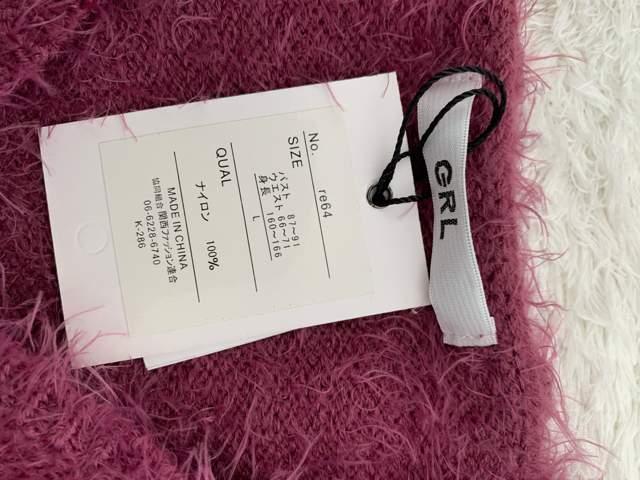 No. re64
SIZE
バスト 87~91
ウエスト 66~71
身長 160~166
L
QUAL
ナイロン 100%
MADE IN CHINA
協同組合 関西ファッション連合
06-6228-6740
K-286
GRL